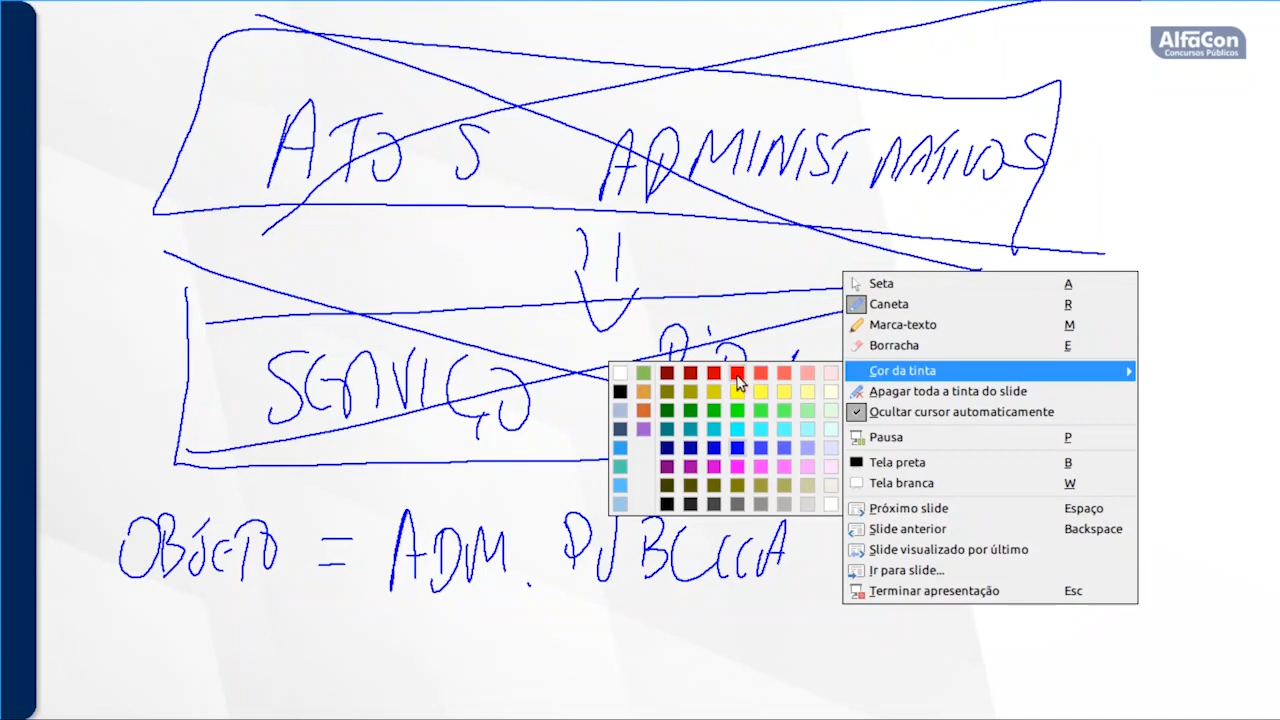 AlfaCon
Concursos Públicos
ATOS ADMINISTRATIVOS
SERVIÇO
OBJETO = ADM. PÚBLICA
Seta A
Caneta R
Marca-texto M
Borracha E
Cor da tinta
Apagar toda a tinta do slide
Ocultar cursor automaticamente
Pausa P
Tela preta B
Tela branca W
Próximo slide Espaço
Slide anterior Backspace
Slide visualizado por último
Ir para slide...
Terminar apresentação Esc